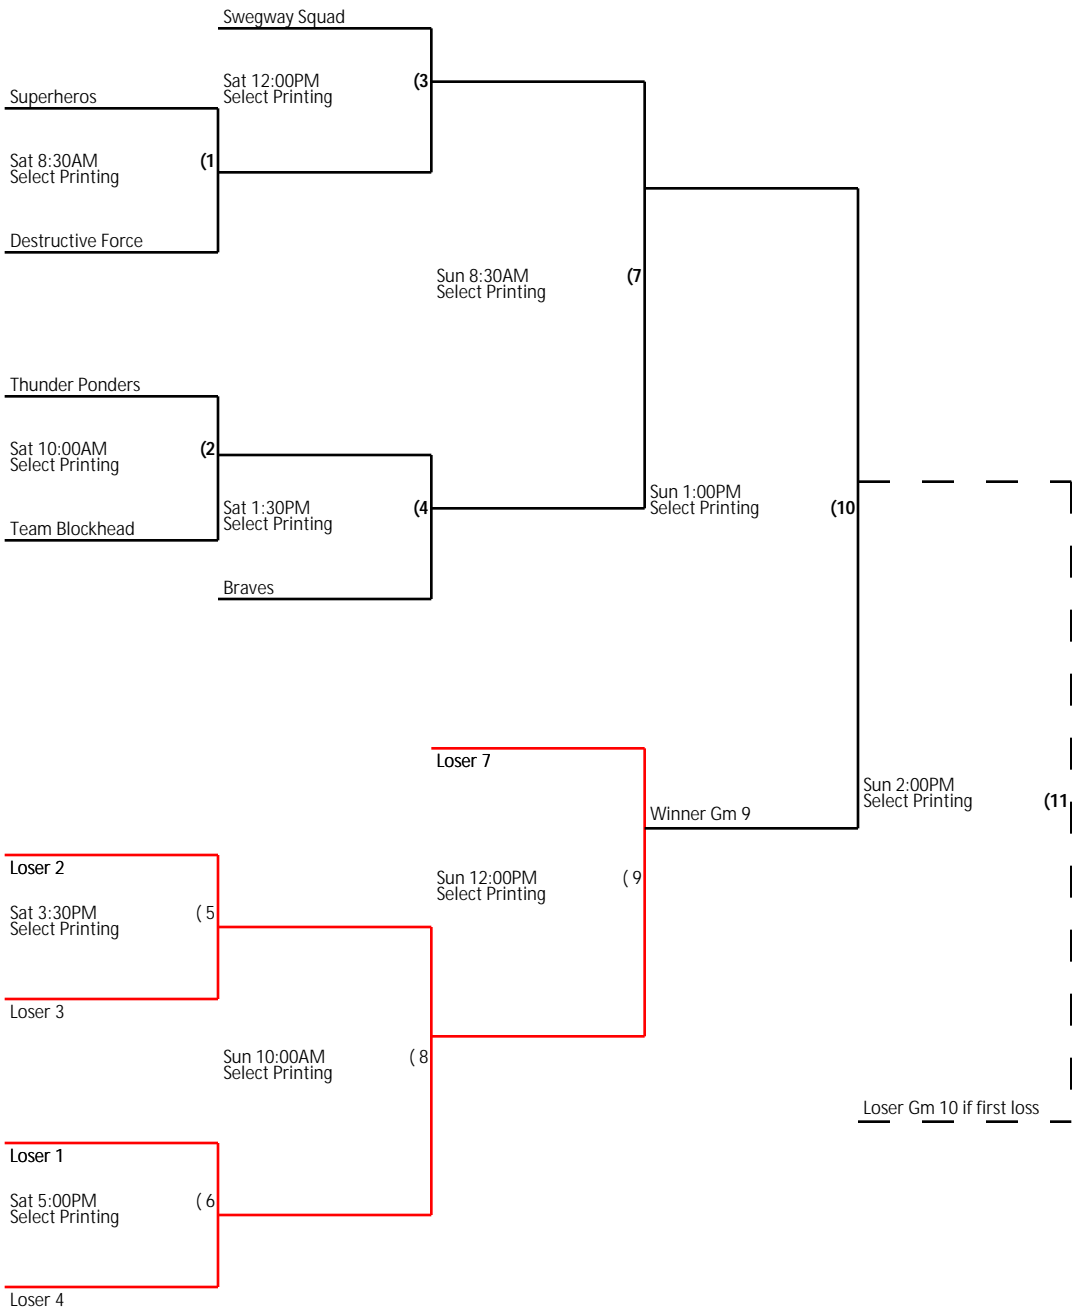 Swegway Squad
Sat 12:00PM (3
Select Printing
Superheros
Sat 8:30AM (1
Select Printing
Destructive Force
Sun 8:30AM (7
Select Printing
Thunder Ponders
Sat 10:00AM (2
Select Printing
Team Blockhead
Sat 1:30PM (4
Select Printing
Braves
Sun 1:00PM
Select Printing (10
Loser 7
Winner Gm 9
Sun 2:00PM
Select Printing (11
Loser 2
Sat 3:30PM ( 5
Select Printing
Loser 3
Sun 12:00PM ( 9
Select Printing
Sun 10:00AM ( 8
Select Printing
Loser Gm 10 if first loss
Loser 1
Sat 5:00PM ( 6
Select Printing
Loser 4